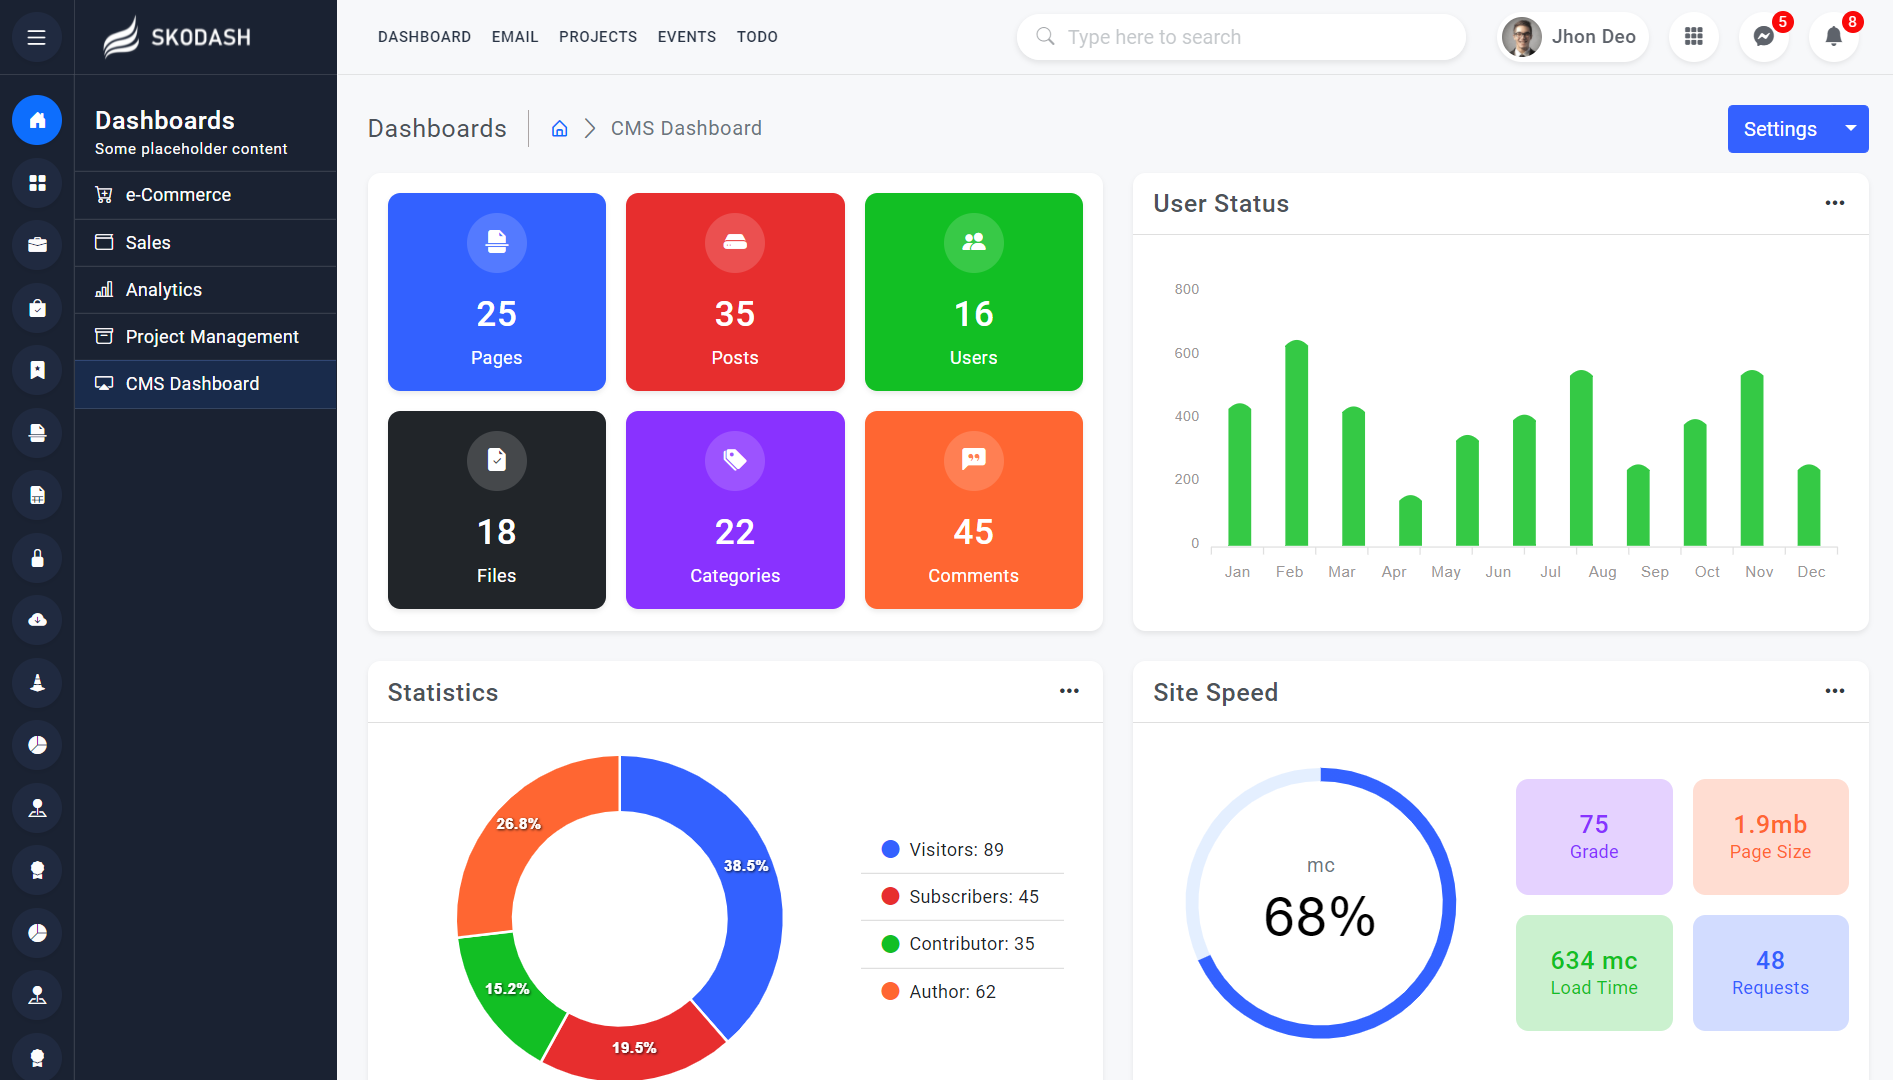 SKODASH
DASHBOARD EMAIL PROJECTS EVENTS TODO
Type here to search
Jhon Deo
5
8
Dashboards
Some placeholder content
e-Commerce
Sales
Analytics
Project Management
CMS Dashboard
Dashboards
CMS Dashboard
Settings
25
Pages
35
Posts
16
Users
18
Files
22
Categories
45
Comments
User Status
800
600
400
200
0
Jan Feb Mar Apr May Jun Jul Aug Sep Oct Nov Dec
Statistics
26.8%
38.5%
15.2%
19.5%
Visitors: 89
Subscribers: 45
Contributor: 35
Author: 62
Site Speed
mc
68%
75
Grade
1.9mb
Page Size
634 mc
Load Time
48
Requests